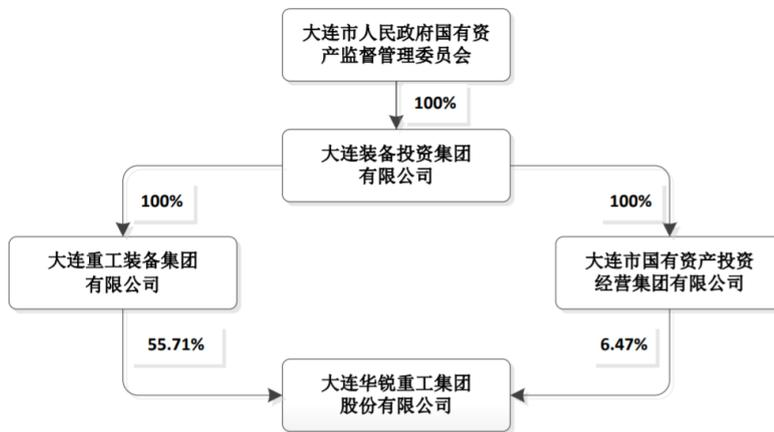 大连市人民政府国有资
产监督管理委员会
100%
大连装备投资集团
有限公司
100%
100%
大连重工装备集团
有限公司
大连市国有资产投资
经营集团有限公司
55.71%
6.47%
大连华锐重工集团
股份有限公司